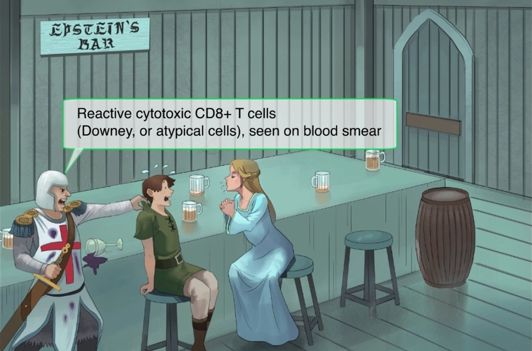 EPSTEIN'S
BAR
Reactive cytotoxic CD8+ T cells
(Downey, or atypical cells), seen on blood smear